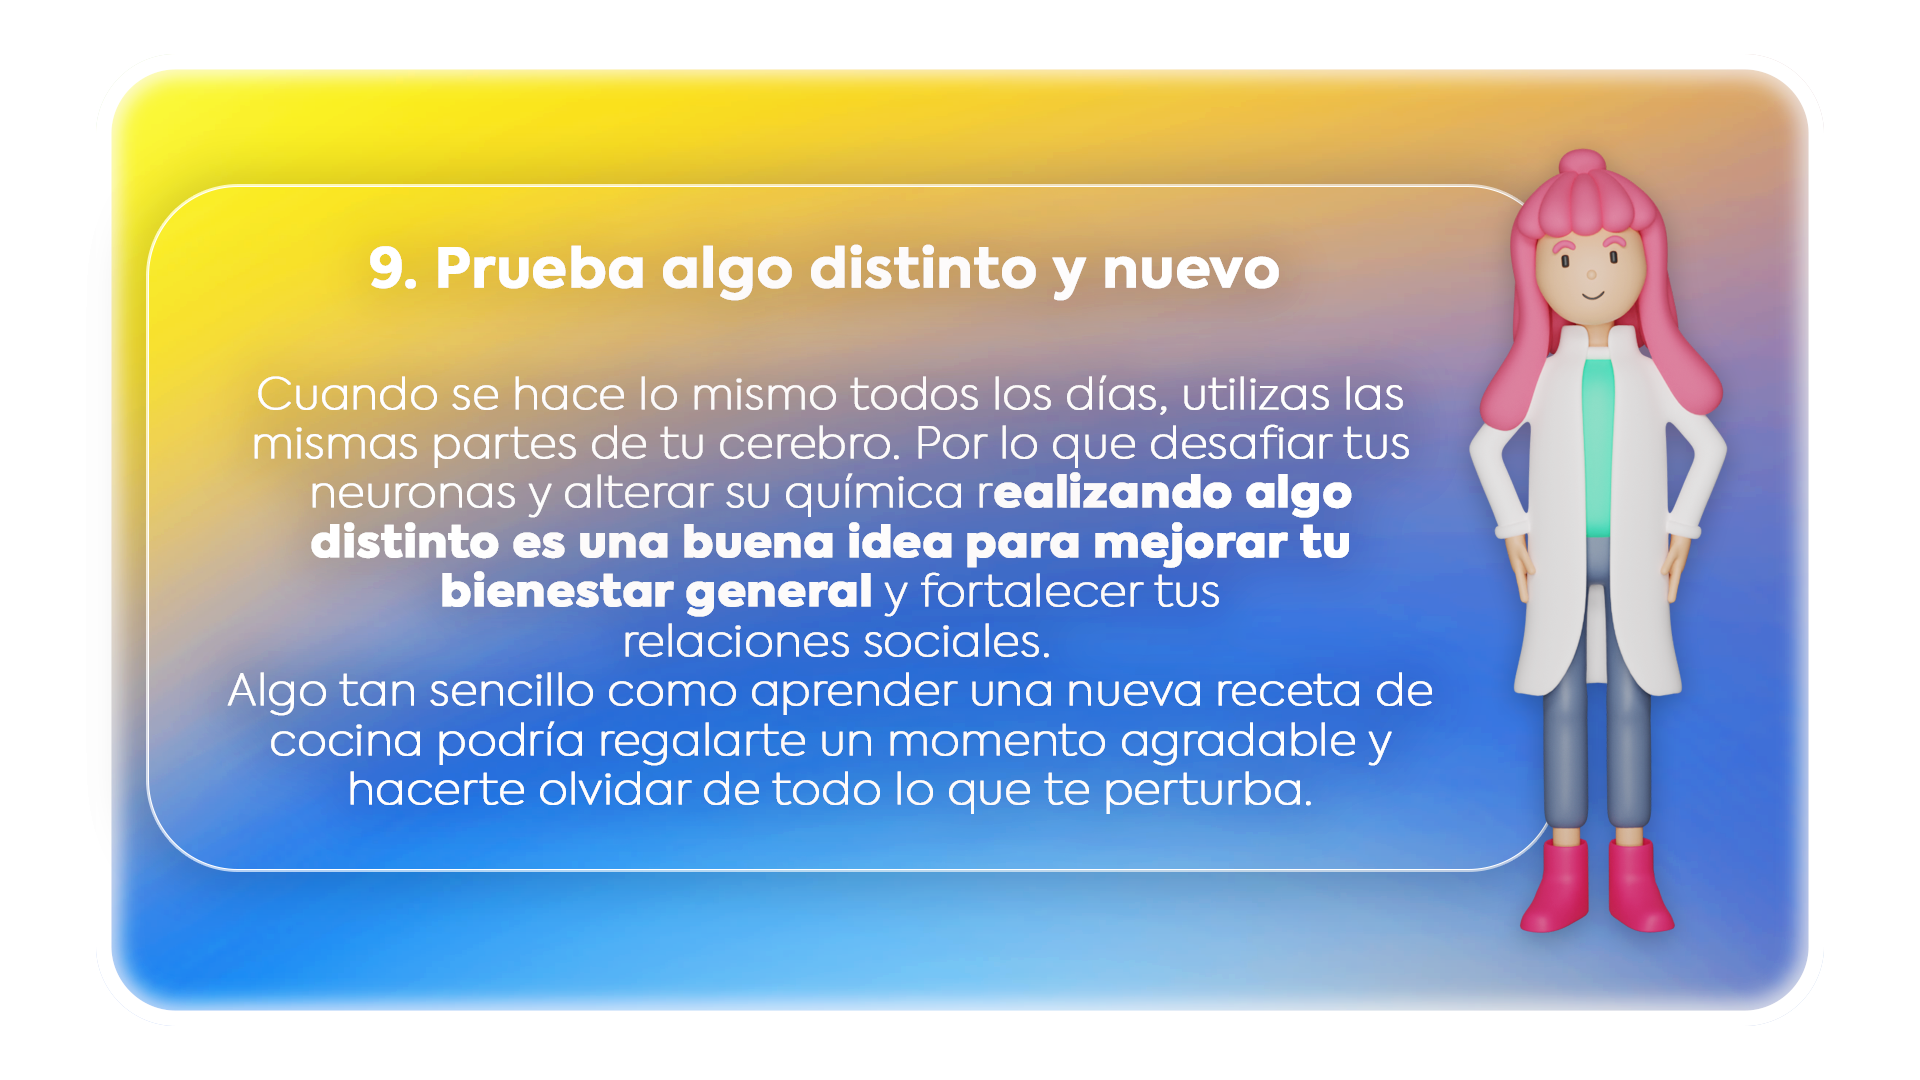 9. Prueba algo distinto y nuevo
Cuando se hace lo mismo todos los días, utilizas las
mismas partes de tu cerebro. Por lo que desafiar tus
neuronas y alterar su química realizando algo
distinto es una buena idea para mejorar tu
bienestar general y fortalecer tus
relaciones sociales.
Algo tan sencillo como aprender una nueva receta de
cocina podría regalarte un momento agradable y
hacerte olvidar de todo lo que te perturba.